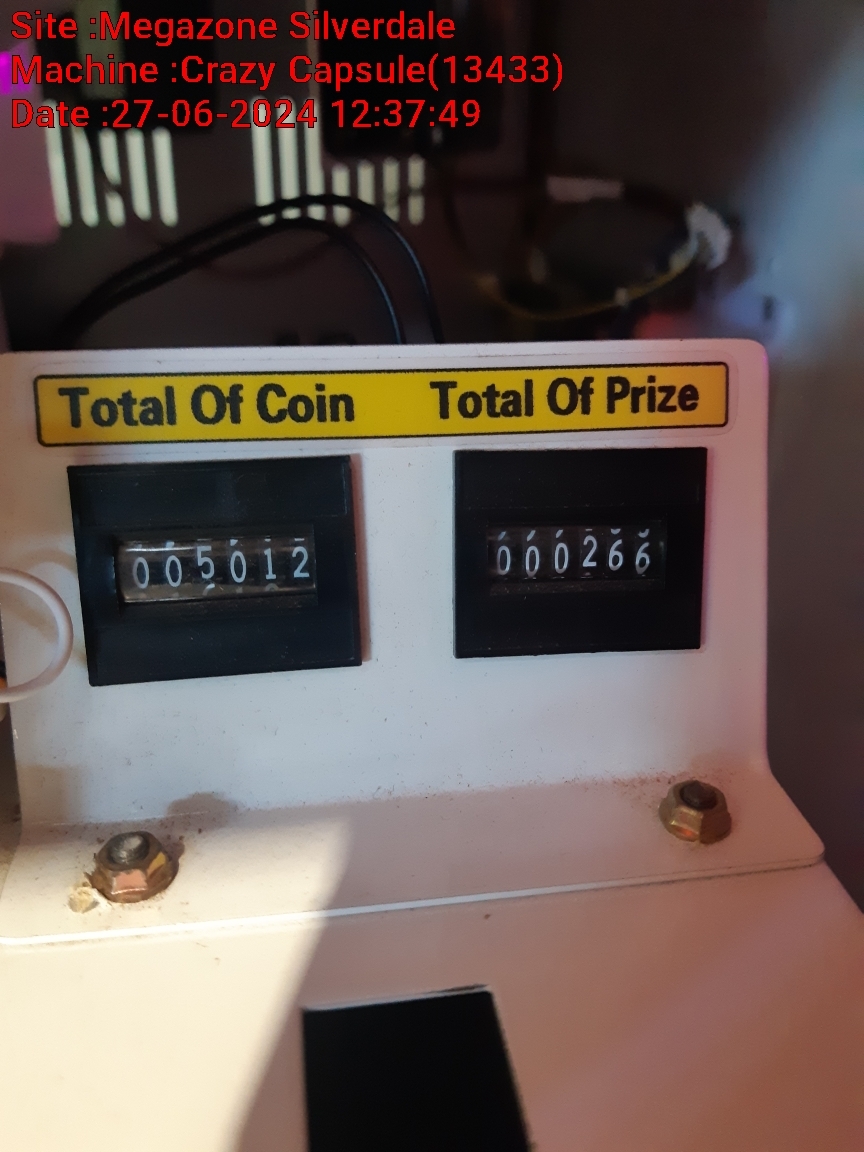 Site :Megazone Silverdale
Machine :Crazy Capsule(13433)
Date :27-06-2024 12:37:49
Total Of Coin Total Of Prize
005012 000266